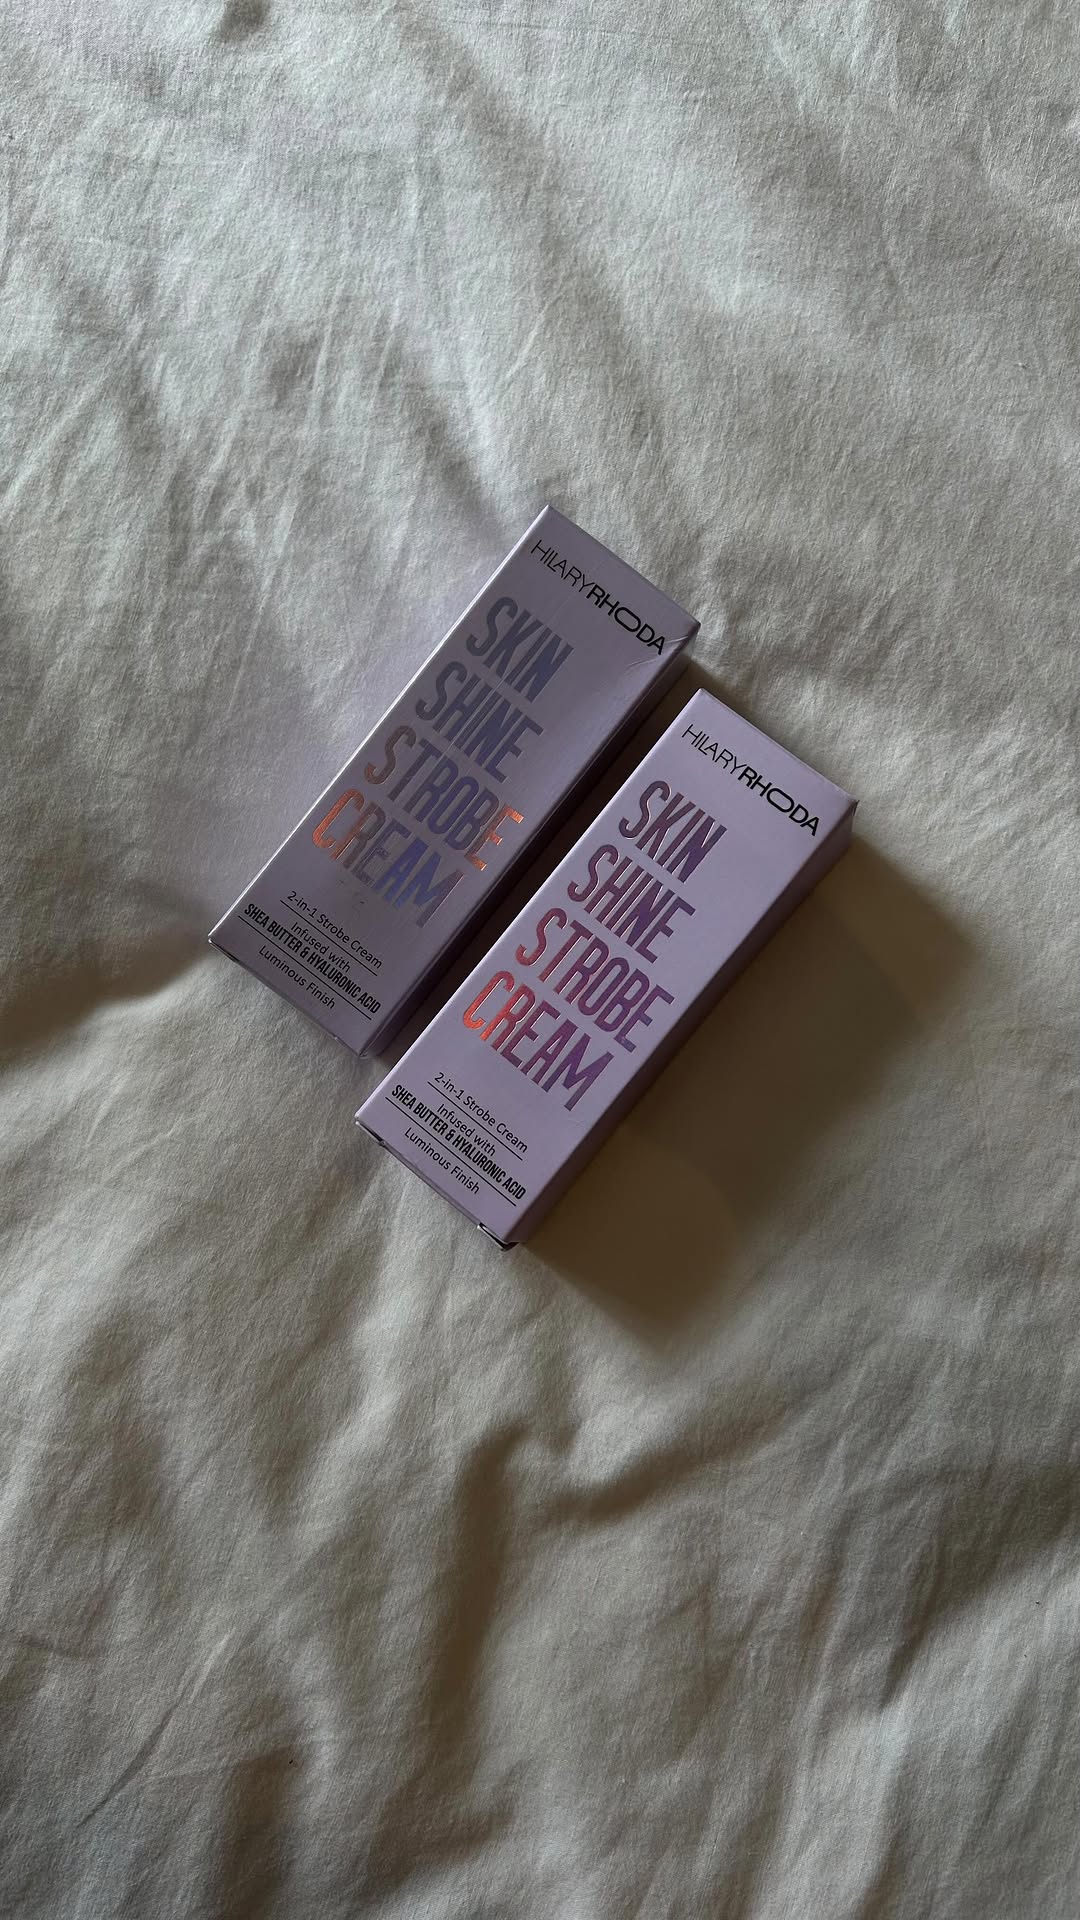 HILARYRHODA
SKIN
SHINE
STROBE
CREAM
2-in-1 Strobe Cream
Infused with
SHEA BUTTER & HYALURONIC ACID
Luminous Finish
HILARYRHODA
SKIN
SHINE
STROBE
CREAM
2-in-1 Strobe Cream
Infused with
SHEA BUTTER & HYALURONIC ACID
Luminous Finish